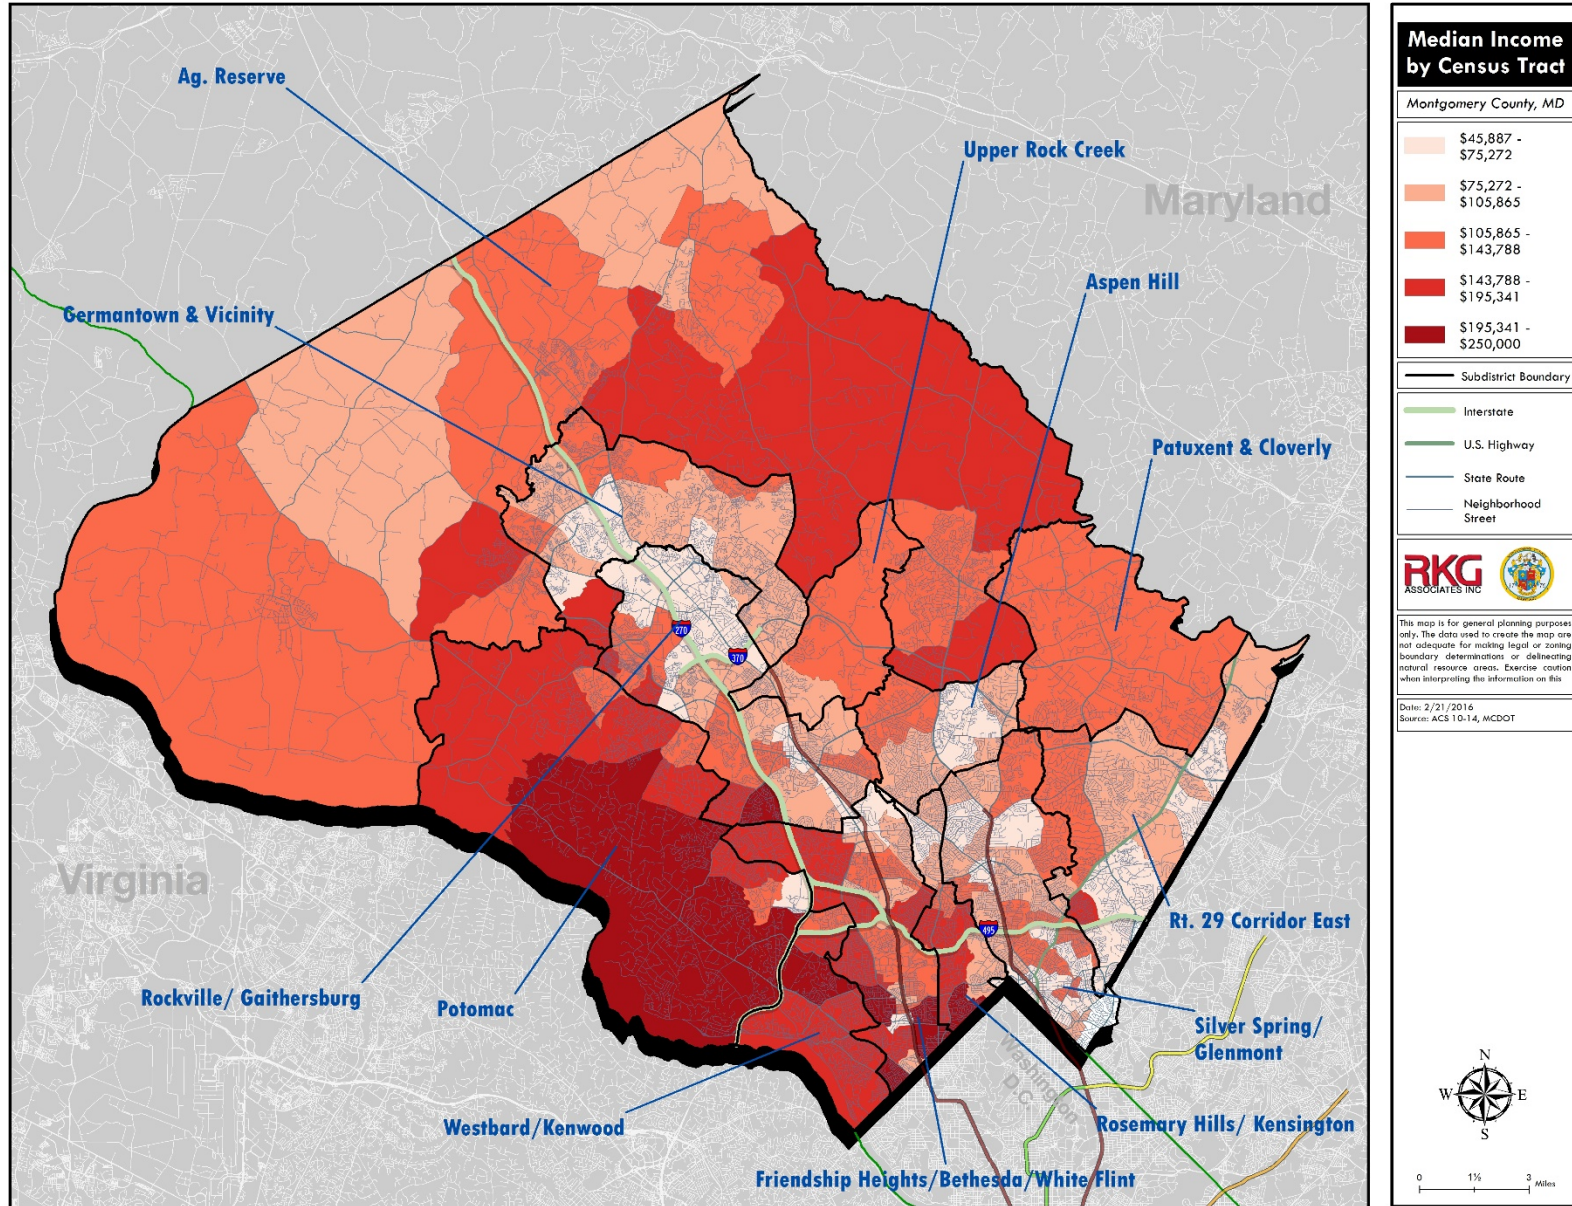 Ag. Reserve
Upper Rock Creek
Maryland
Aspen Hill
Germantown & Vicinity
Patuxent & Cloverly
270
370
Virginia
Rt. 29 Corridor East
495
Rockville/ Gaithersburg
Potomac
Silver Spring/
Glenmont
Washington
D.C.
Westbard/Kenwood
Rosemary Hills/ Kensington
Friendship Heights/Bethesda/White Flint
Median Income
by Census Tract
Montgomery County, MD
$45,887 -
$75,272
$75,272 -
$105,865
$105,865 -
$143,788
$143,788 -
$195,341
$195,341 -
$250,000
Subdistrict Boundary
Interstate
U.S. Highway
State Route
Neighborhood
Street
RKG
ASSOCIATES INC
This map is for general planning purposes
only. The data used to create the map are
not adequate for making legal or zoning
boundary determinations or delineating
natural resource areas. Exercise caution
when interpreting the information on this
Date: 2/21/2016
Source: ACS 10-14, MCDOT
N
W E
S
0 1½ 3 Miles